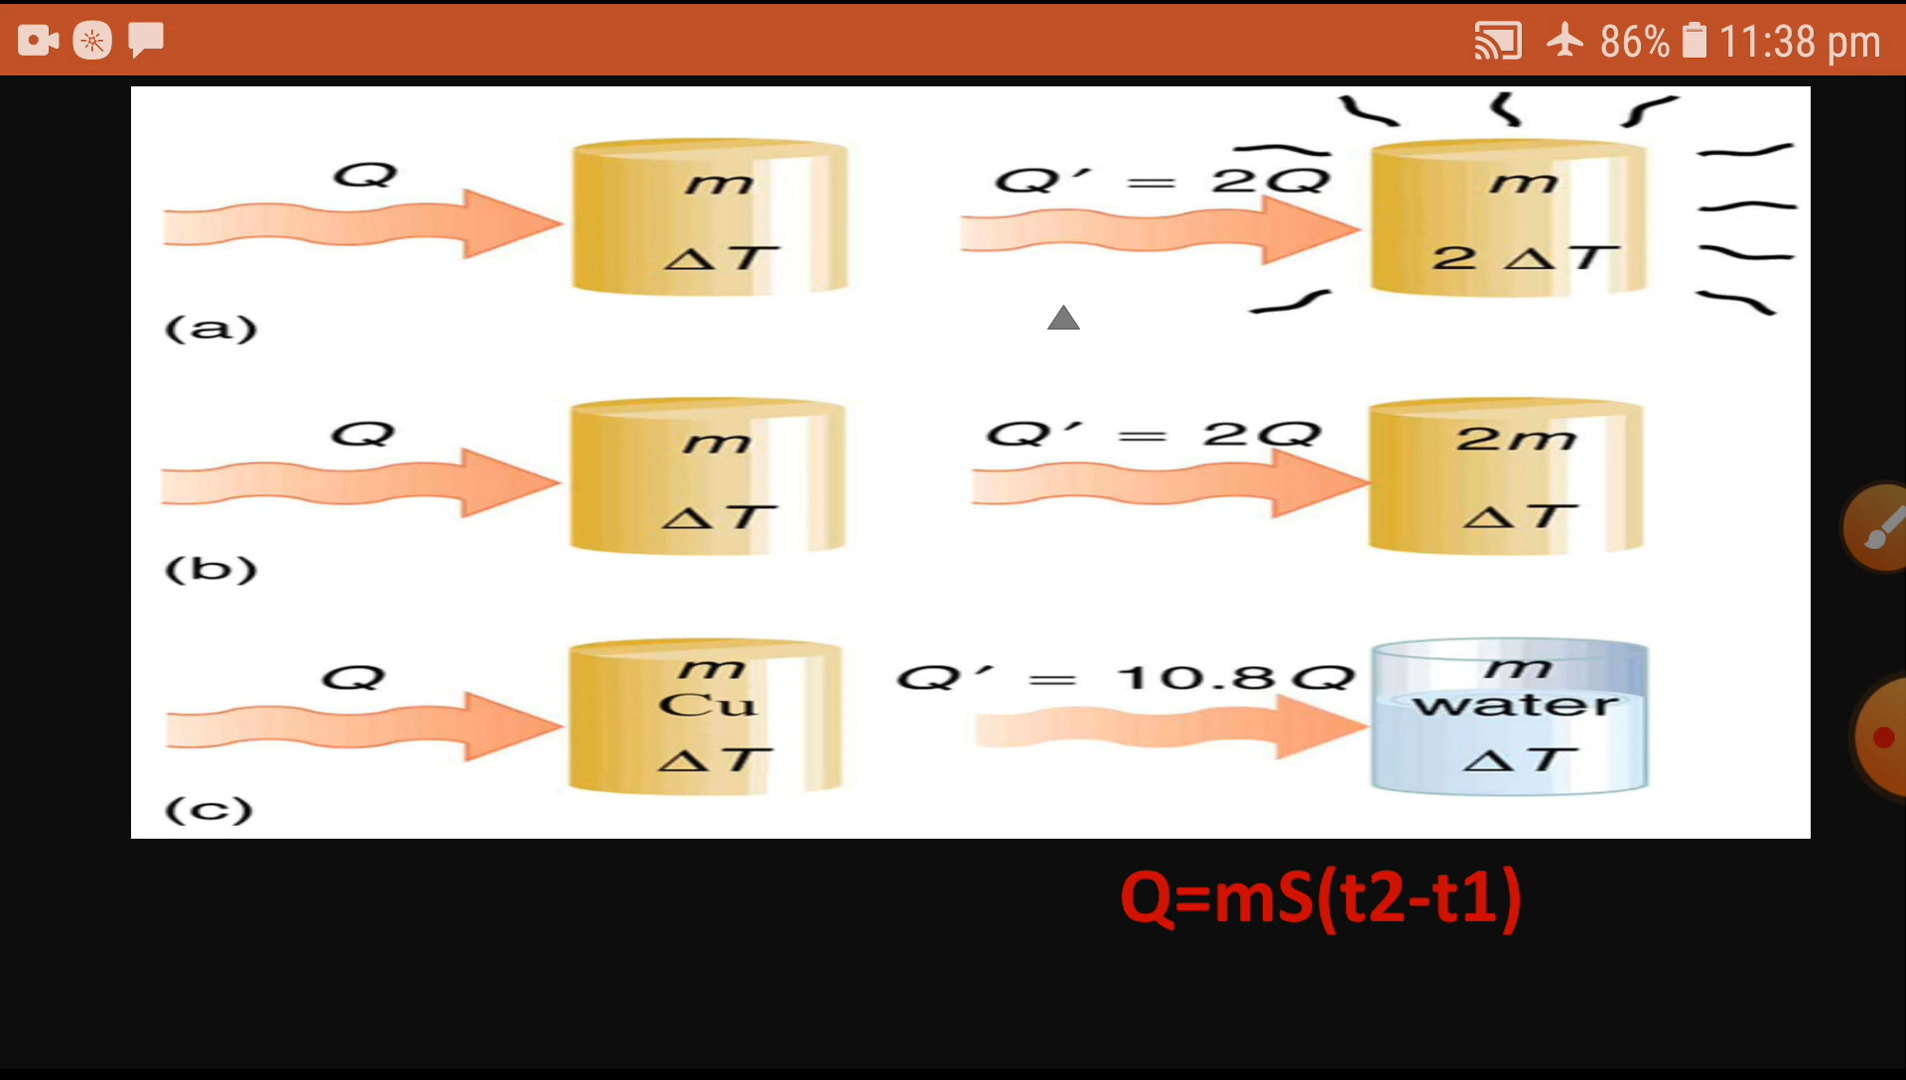 86% 11:38 pm
Q m Q′ = 2Q m
ΔT 2 ΔT
(a)
Q m Q′ = 2Q 2m
ΔT ΔT
(b)
Q m Q′ = 10.8Q m
Cu water
ΔT ΔT
(c)
Q=mS(t2-t1)